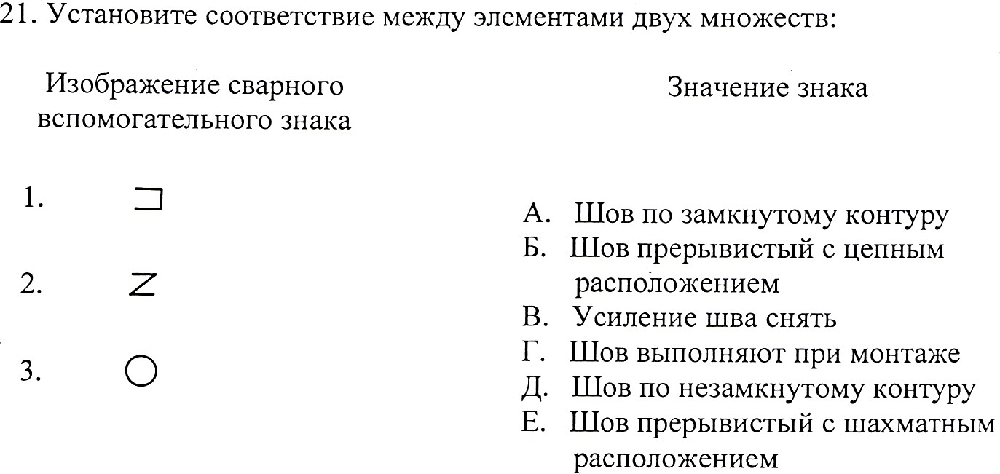 21. Установите соответствие между элементами двух множеств:
Изображение сварного
вспомогательного знака
Значение знака
1.
2.
3.
А. Шов по замкнутому контуру
Б. Шов прерывистый с цепным
расположением
В. Усиление шва снять
Г. Шов выполняют при монтаже
Д. Шов по незамкнутому контуру
Е. Шов прерывистый с шахматным
расположением